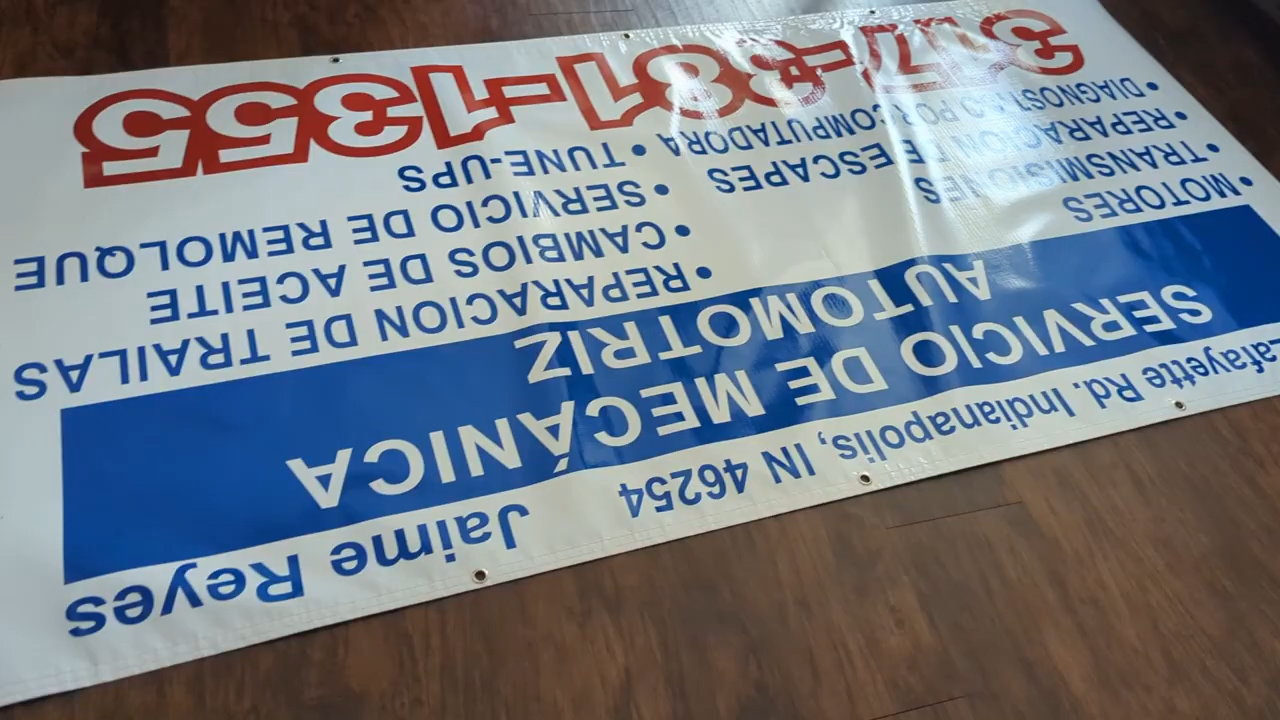 Lafayette Rd. Indianapolis, IN 46254 Jaime Reyes
SERVICIO DE MECÁNICA
AUTOMOTRIZ
•MOTORES
•TRANSMISIONES
•REPARACION DE ESCAPES
•DIAGNOSTICO POR COMPUTADORA
•REPARACION DE TRAILAS
•CAMBIOS DE ACEITE
•SERVICIO DE REMOLQUE
•TUNE-UPS
317-381-1355